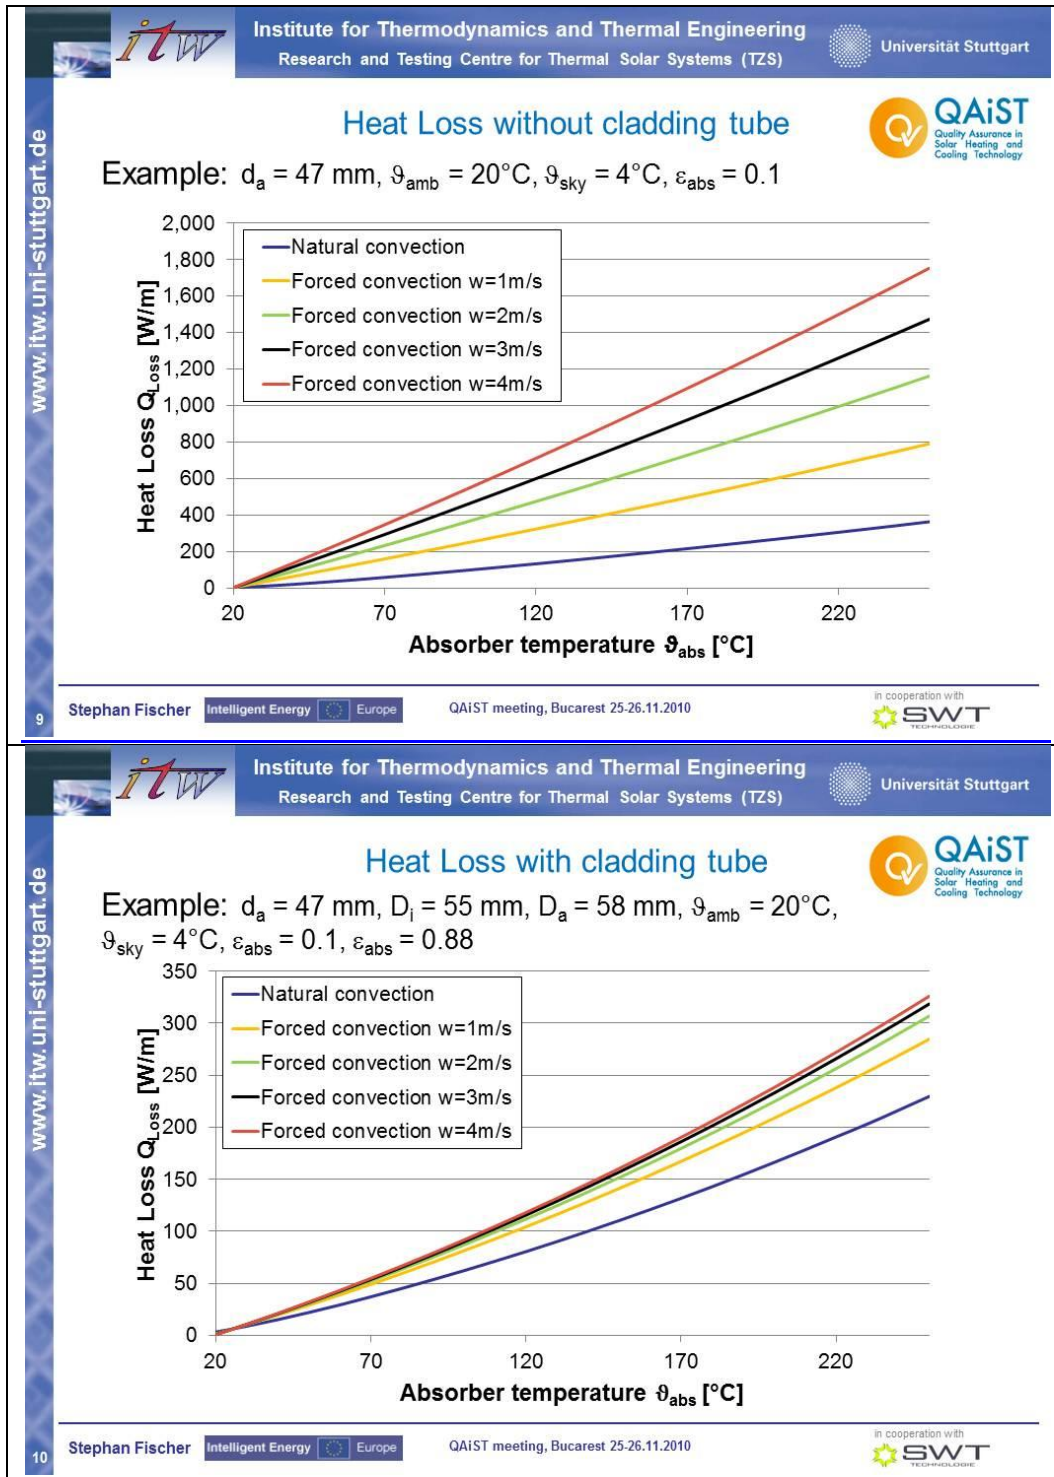 itw
Institute for Thermodynamics and Thermal Engineering
Research and Testing Centre for Thermal Solar Systems (TZS)
Universität Stuttgart
www.itw.uni-stuttgart.de
Heat Loss without cladding tube
QAiST
Quality Assurance in
Solar Heating and
Cooling Technology
Example: dₐ = 47 mm, ϑamb = 20°C, ϑsky = 4°C, εabs = 0.1
Heat Loss QLoss [W/m]
2,000
1,800
1,600
1,400
1,200
1,000
800
600
400
200
0
Natural convection
Forced convection w=1m/s
Forced convection w=2m/s
Forced convection w=3m/s
Forced convection w=4m/s
20 70 120 170 220
Absorber temperature ϑabs [°C]
9
Stephan Fischer
Intelligent Energy Europe
QAiST meeting, Bucarest 25-26.11.2010
in cooperation with
SWT
TECHNOLOGIE
itw
Institute for Thermodynamics and Thermal Engineering
Research and Testing Centre for Thermal Solar Systems (TZS)
Universität Stuttgart
www.itw.uni-stuttgart.de
Heat Loss with cladding tube
QAiST
Quality Assurance in
Solar Heating and
Cooling Technology
Example: dₐ = 47 mm, Dᵢ = 55 mm, Dₐ = 58 mm, ϑamb = 20°C,
ϑsky = 4°C, εabs = 0.1, εabs = 0.88
Heat Loss QLoss [W/m]
350
300
250
200
150
100
50
0
Natural convection
Forced convection w=1m/s
Forced convection w=2m/s
Forced convection w=3m/s
Forced convection w=4m/s
20 70 120 170 220
Absorber temperature ϑabs [°C]
10
Stephan Fischer
Intelligent Energy Europe
QAiST meeting, Bucarest 25-26.11.2010
in cooperation with
SWT
TECHNOLOGIE